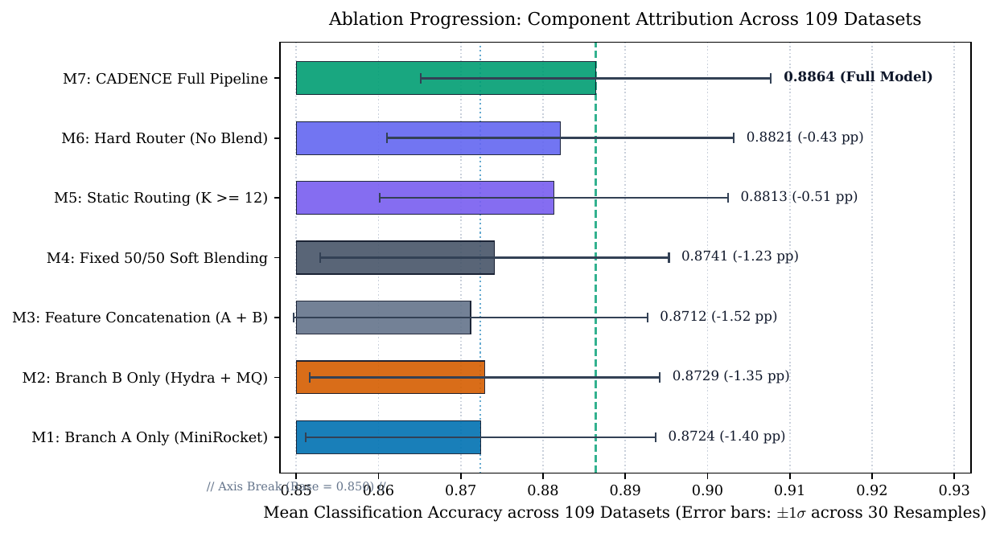 Ablation Progression: Component Attribution Across 109 Datasets
M7: CADENCE Full Pipeline
0.8864 (Full Model)
M6: Hard Router (No Blend)
0.8821 (-0.43 pp)
M5: Static Routing (K >= 12)
0.8813 (-0.51 pp)
M4: Fixed 50/50 Soft Blending
0.8741 (-1.23 pp)
M3: Feature Concatenation (A + B)
0.8712 (-1.52 pp)
M2: Branch B Only (Hydra + MQ)
0.8729 (-1.35 pp)
M1: Branch A Only (MiniRocket)
0.8724 (-1.40 pp)
// Axis Break (Base = 0.850) //
0.85 0.86 0.87 0.88 0.89 0.90 0.91 0.92 0.93
Mean Classification Accuracy across 109 Datasets (Error bars: ±1σ across 30 Resamples)